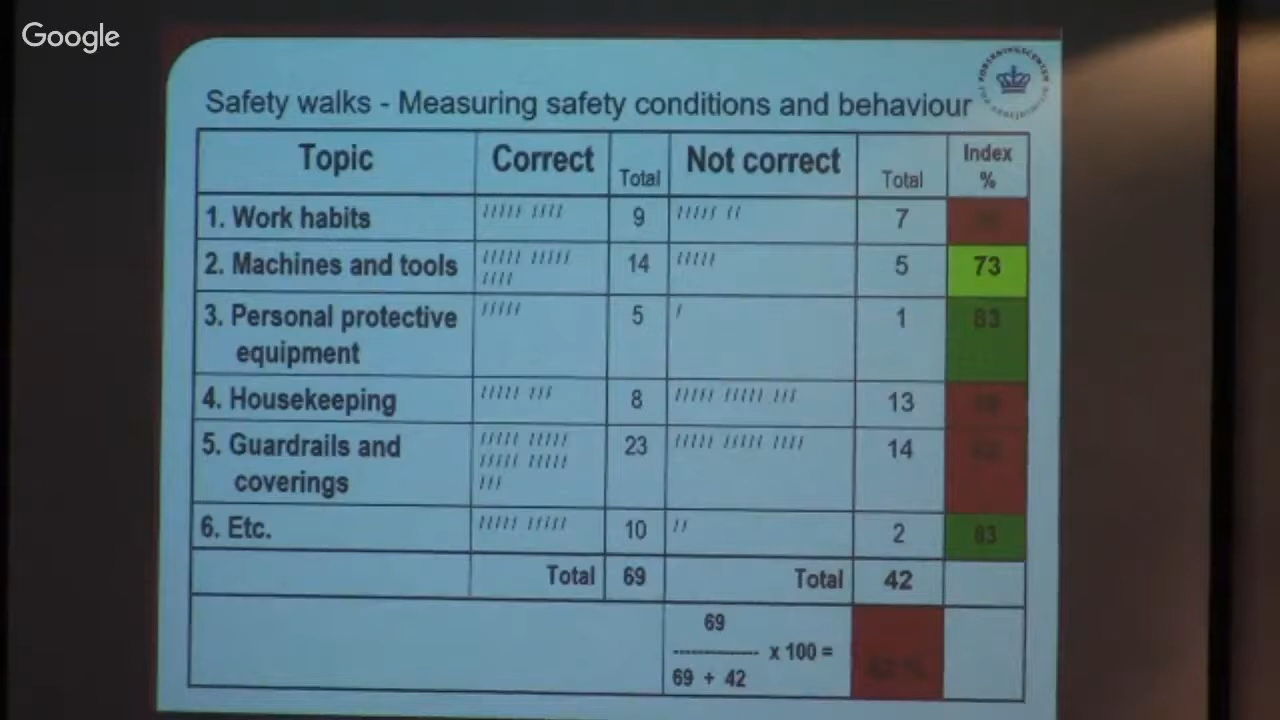 Google
Safety walks - Measuring safety conditions and behaviour
Topic Correct Total Not correct Total Index %
1. Work habits 9 7
2. Machines and tools 14 5 73
3. Personal protective equipment 5 1 83
4. Housekeeping 8 13
5. Guardrails and coverings 23 14
6. Etc. 10 2 83
Total 69 Total 42
69
69 + 42
x 100 =